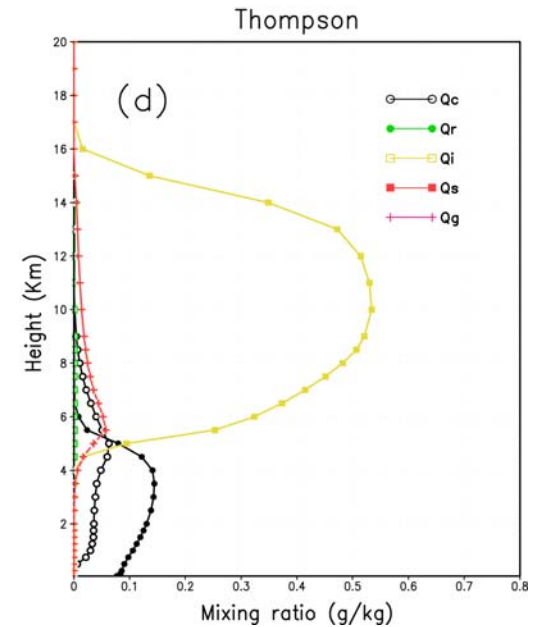 Thompson
20
18
16
14
12
10
8
6
4
2
(d)
Qc
Qr
Qi
Qs
Qg
Height (Km)
0 0.1 0.2 0.3 0.4 0.5 0.6 0.7 0.8
Mixing ratio (g/kg)